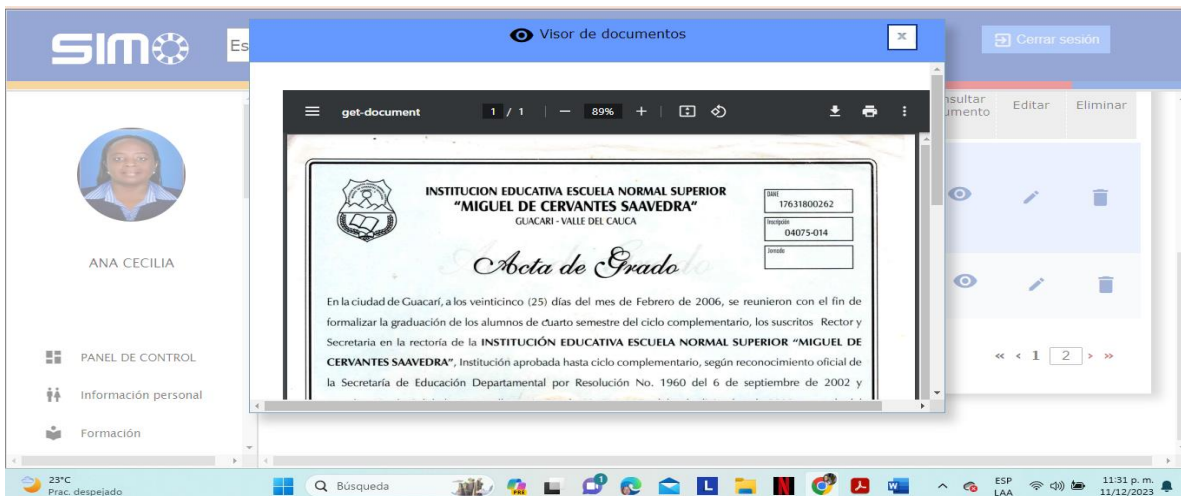 SIMO
Es
Visor de documentos
x
Cerrar sesión
get-document
1 / 1
89%
nsultar
umento
Editar
Eliminar
ANA CECILIA
PANEL DE CONTROL
Información personal
Formación
INSTITUCION EDUCATIVA ESCUELA NORMAL SUPERIOR
“MIGUEL DE CERVANTES SAAVEDRA”
GUACARI - VALLE DEL CAUCA
DANE
17631800262
Inscripción
04075-014
Jornada
Acta de Grado
En la ciudad de Guacarí, a los veinticinco (25) días del mes de Febrero de 2006, se reunieron con el fin de
formalizar la graduación de los alumnos de cuarto semestre del ciclo complementario, los suscritos Rector y
Secretaria en la rectoría de la INSTITUCIÓN EDUCATIVA ESCUELA NORMAL SUPERIOR “MIGUEL DE
CERVANTES SAAVEDRA”, Institución aprobada hasta ciclo complementario, según reconocimiento oficial de
la Secretaría de Educación Departamental por Resolución No. 1960 del 6 de septiembre de 2002 y
« ‹ 1 2 › »
23°C
Prac. despejado
Búsqueda
ESP
LAA
11:31 p. m.
11/12/2023